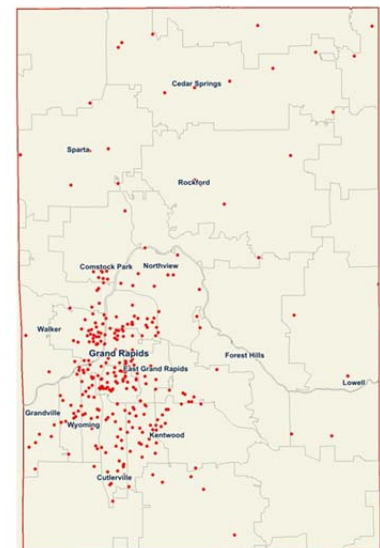 Cedar Springs
Sparta
Rockford
Comstock Park
Northview
Walker
Grand Rapids
Forest Hills
East Grand Rapids
Lowell
Grandville
Wyoming
Kentwood
Cutlerville